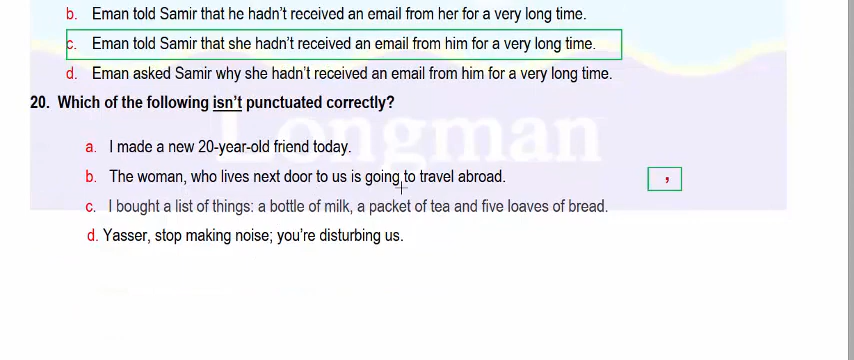 b. Eman told Samir that he hadn't received an email from her for a very long time.
c. Eman told Samir that she hadn't received an email from him for a very long time.
d. Eman asked Samir why she hadn't received an email from him for a very long time.
20. Which of the following isn't punctuated correctly?
Longman
a. I made a new 20-year-old friend today.
b. The woman, who lives next door to us is going to travel abroad.
,
c. I bought a list of things: a bottle of milk, a packet of tea and five loaves of bread.
d. Yasser, stop making noise; you're disturbing us.